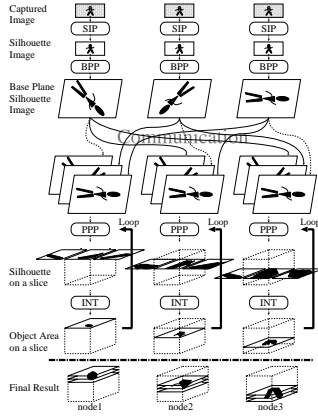 Captured
Image
SIP SIP SIP
Silhouette
Image
BPP BPP BPP
Base Plane
Silhouette
Image
Communication
Loop Loop Loop
PPP PPP PPP
Silhouette
on a slice
INT INT INT
Object Area
on a slice
Final Result
node1 node2 node3